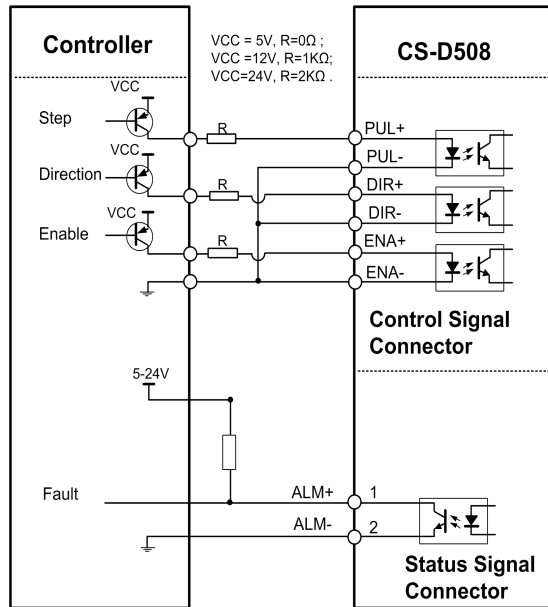 Controller
VCC = 5V, R=0Ω ;
VCC =12V, R=1KΩ;
VCC=24V, R=2KΩ .
CS-D508
VCC
Step
R
PUL+
VCC
PUL-
Direction
R
DIR+
VCC
DIR-
Enable
R
ENA+
ENA-
Control Signal
Connector
5-24V
Fault
ALM+
1
ALM-
2
Status Signal
Connector